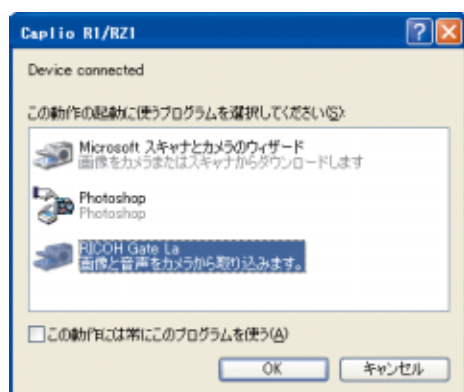 Caplio R1/RZ1
Device connected
この動作の起動に使うプログラムを選択してください(S):
Microsoft スキャナとカメラのウィザード
画像をカメラまたはスキャナからダウンロードします
Photoshop
Photoshop
RICOH Gate La
画像と音声をカメラから取り込みます。
この動作には常にこのプログラムを使う(A)
OK キャンセル